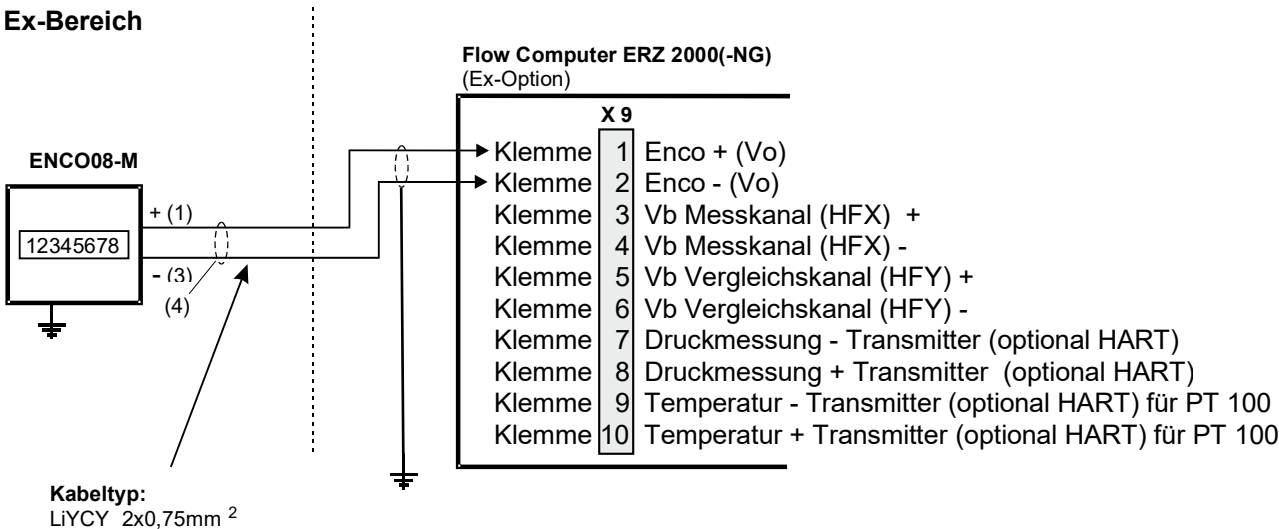 Ex-Bereich
Flow Computer ERZ 2000(-NG)
(Ex-Option)
X 9
ENCO08-M
+ (1)
12345678
- (3)
(4)
Klemme 1 Enco + (Vo)
Klemme 2 Enco - (Vo)
Klemme 3 Vb Messkanal (HFX) +
Klemme 4 Vb Messkanal (HFX) -
Klemme 5 Vb Vergleichskanal (HFY) +
Klemme 6 Vb Vergleichskanal (HFY) -
Klemme 7 Druckmessung - Transmitter (optional HART)
Klemme 8 Druckmessung + Transmitter (optional HART)
Klemme 9 Temperatur - Transmitter (optional HART) für PT 100
Klemme 10 Temperatur + Transmitter (optional HART) für PT 100
Kabeltyp:
LiYCY 2x0,75mm ²